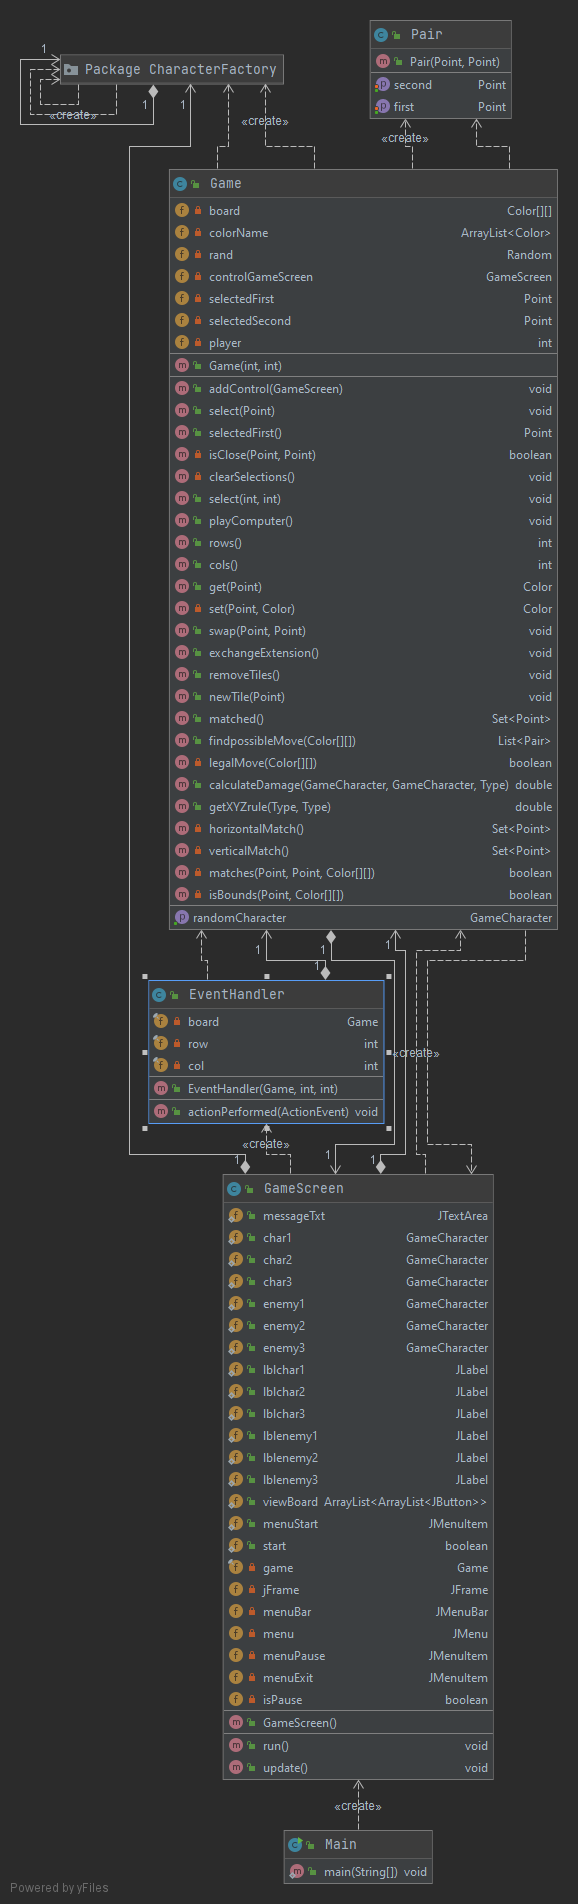 Pair
Pair(Point, Point)
second Point
first Point
1
Package CharacterFactory
1
1
«create»
«create»
«create»
Game
board Color[][]
colorName ArrayList<Color>
rand Random
controlGameScreen GameScreen
selectedFirst Point
selectedSecond Point
player int
Game(int, int)
addControl(GameScreen) void
select(Point) void
selectedFirst() Point
isClose(Point, Point) boolean
clearSelections() void
select(int, int) void
playComputer() void
rows() int
cols() int
get(Point) Color
set(Point, Color) Color
swap(Point, Point) void
exchangeExtension() void
removeTiles() void
newTile(Point) void
matched() Set<Point>
findpossibleMove(Color[][]) List<Pair>
legalMove(Color[][]) boolean
calculateDamage(GameCharacter, GameCharacter, Type) double
getXYZrule(Type, Type) double
horizontalMatch() Set<Point>
verticalMatch() Set<Point>
matches(Point, Point, Color[][]) boolean
isBounds(Point, Color[][]) boolean
randomCharacter GameCharacter
1
1
1
1
EventHandler
board Game
row int
col int
«create»
EventHandler(Game, int, int)
actionPerformed(ActionEvent) void
«create»
1
1
1
GameScreen
messageTxt JTextArea
char1 GameCharacter
char2 GameCharacter
char3 GameCharacter
enemy1 GameCharacter
enemy2 GameCharacter
enemy3 GameCharacter
lblchar1 JLabel
lblchar2 JLabel
lblchar3 JLabel
lblenemy1 JLabel
lblenemy2 JLabel
lblenemy3 JLabel
viewBoard ArrayList<ArrayList<JButton>>
menuStart JMenuItem
start boolean
game Game
jFrame JFrame
menuBar JMenuBar
menu JMenu
menuPause JMenuItem
menuExit JMenuItem
isPause boolean
GameScreen()
run() void
update() void
«create»
Main
main(String[]) void
Powered by yFiles